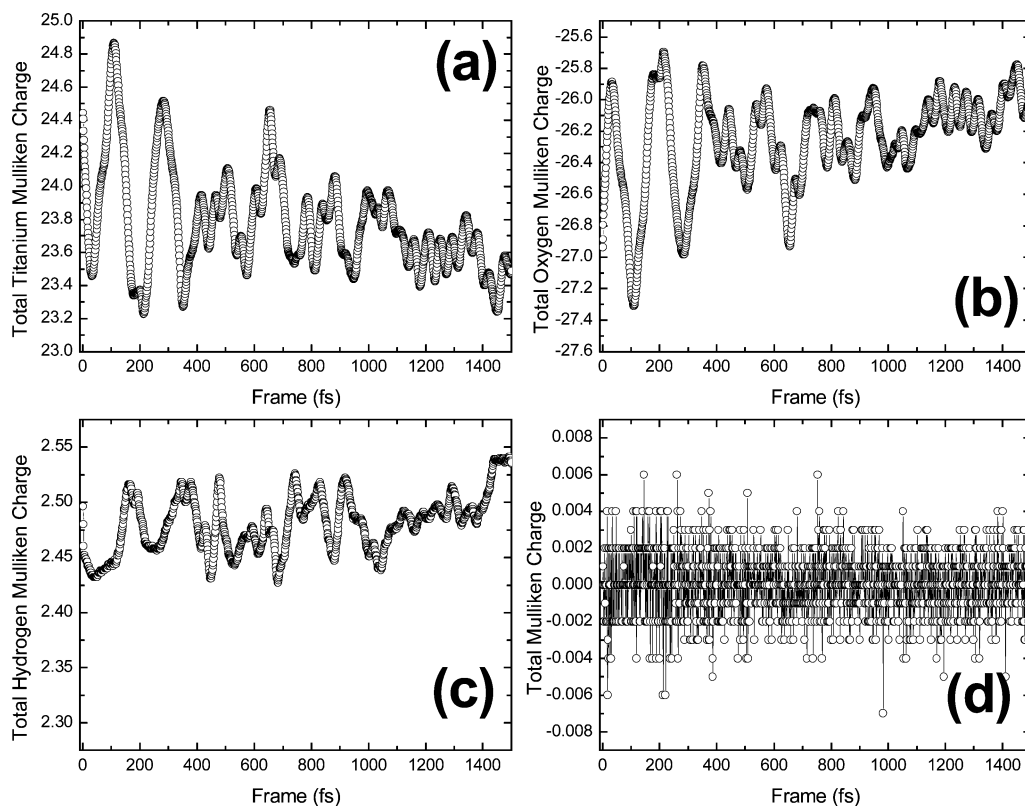 (a)
Total Titanium Mulliken Charge
25.0
24.8
24.6
24.4
24.2
24.0
23.8
23.6
23.4
23.2
23.0
0 200 400 600 800 1000 1200 1400
Frame (fs)
(b)
Total Oxygen Mulliken Charge
-25.6
-25.8
-26.0
-26.2
-26.4
-26.6
-26.8
-27.0
-27.2
-27.4
-27.6
0 200 400 600 800 1000 1200 1400
Frame (fs)
(c)
Total Hydrogen Mulliken Charge
2.55
2.50
2.45
2.40
2.35
2.30
0 200 400 600 800 1000 1200 1400
Frame (fs)
(d)
Total Mulliken Charge
0.008
0.006
0.004
0.002
0.000
-0.002
-0.004
-0.006
-0.008
0 200 400 600 800 1000 1200 1400
Frame (fs)